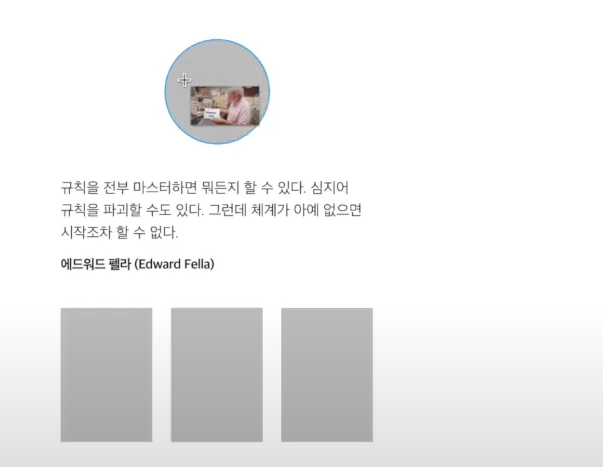 규칙을 전부 마스터하면 뭐든지 할 수 있다. 심지어
규칙을 파괴할 수도 있다. 그런데 체계가 아예 없으면
시작조차 할 수 없다.
에드워드 펠라 (Edward Fella)